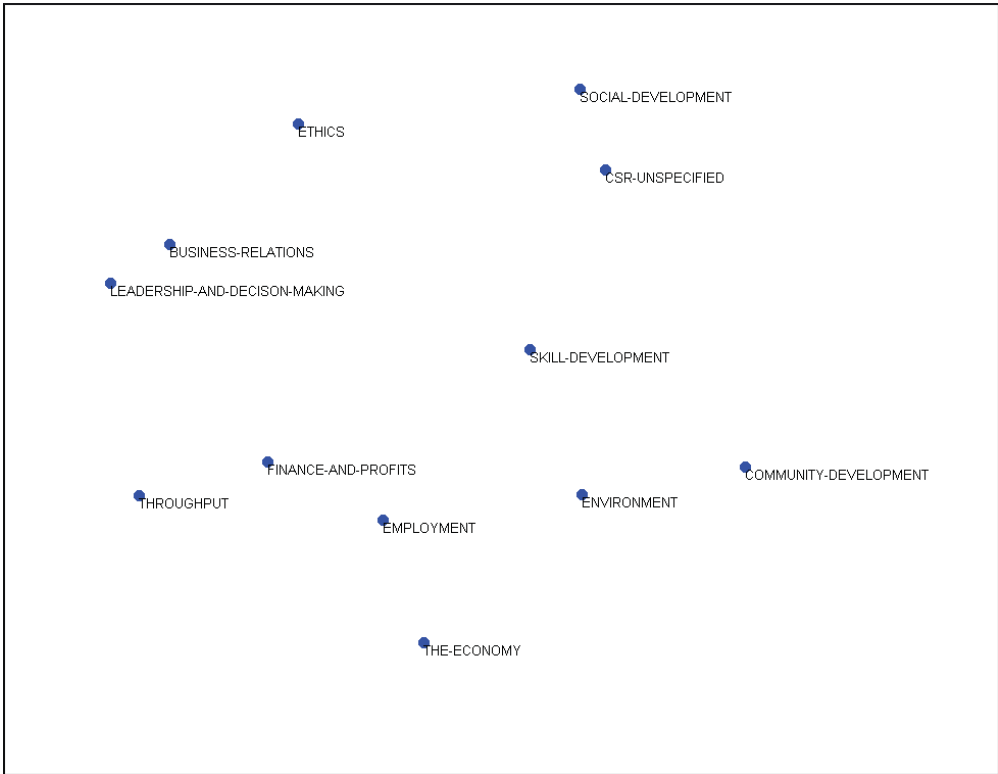 SOCIAL-DEVELOPMENT
ETHICS
CSR-UNSPECIFIED
BUSINESS-RELATIONS
LEADERSHIP-AND-DECISON-MAKING
SKILL-DEVELOPMENT
FINANCE-AND-PROFITS
COMMUNITY-DEVELOPMENT
THROUGHPUT
ENVIRONMENT
EMPLOYMENT
THE-ECONOMY